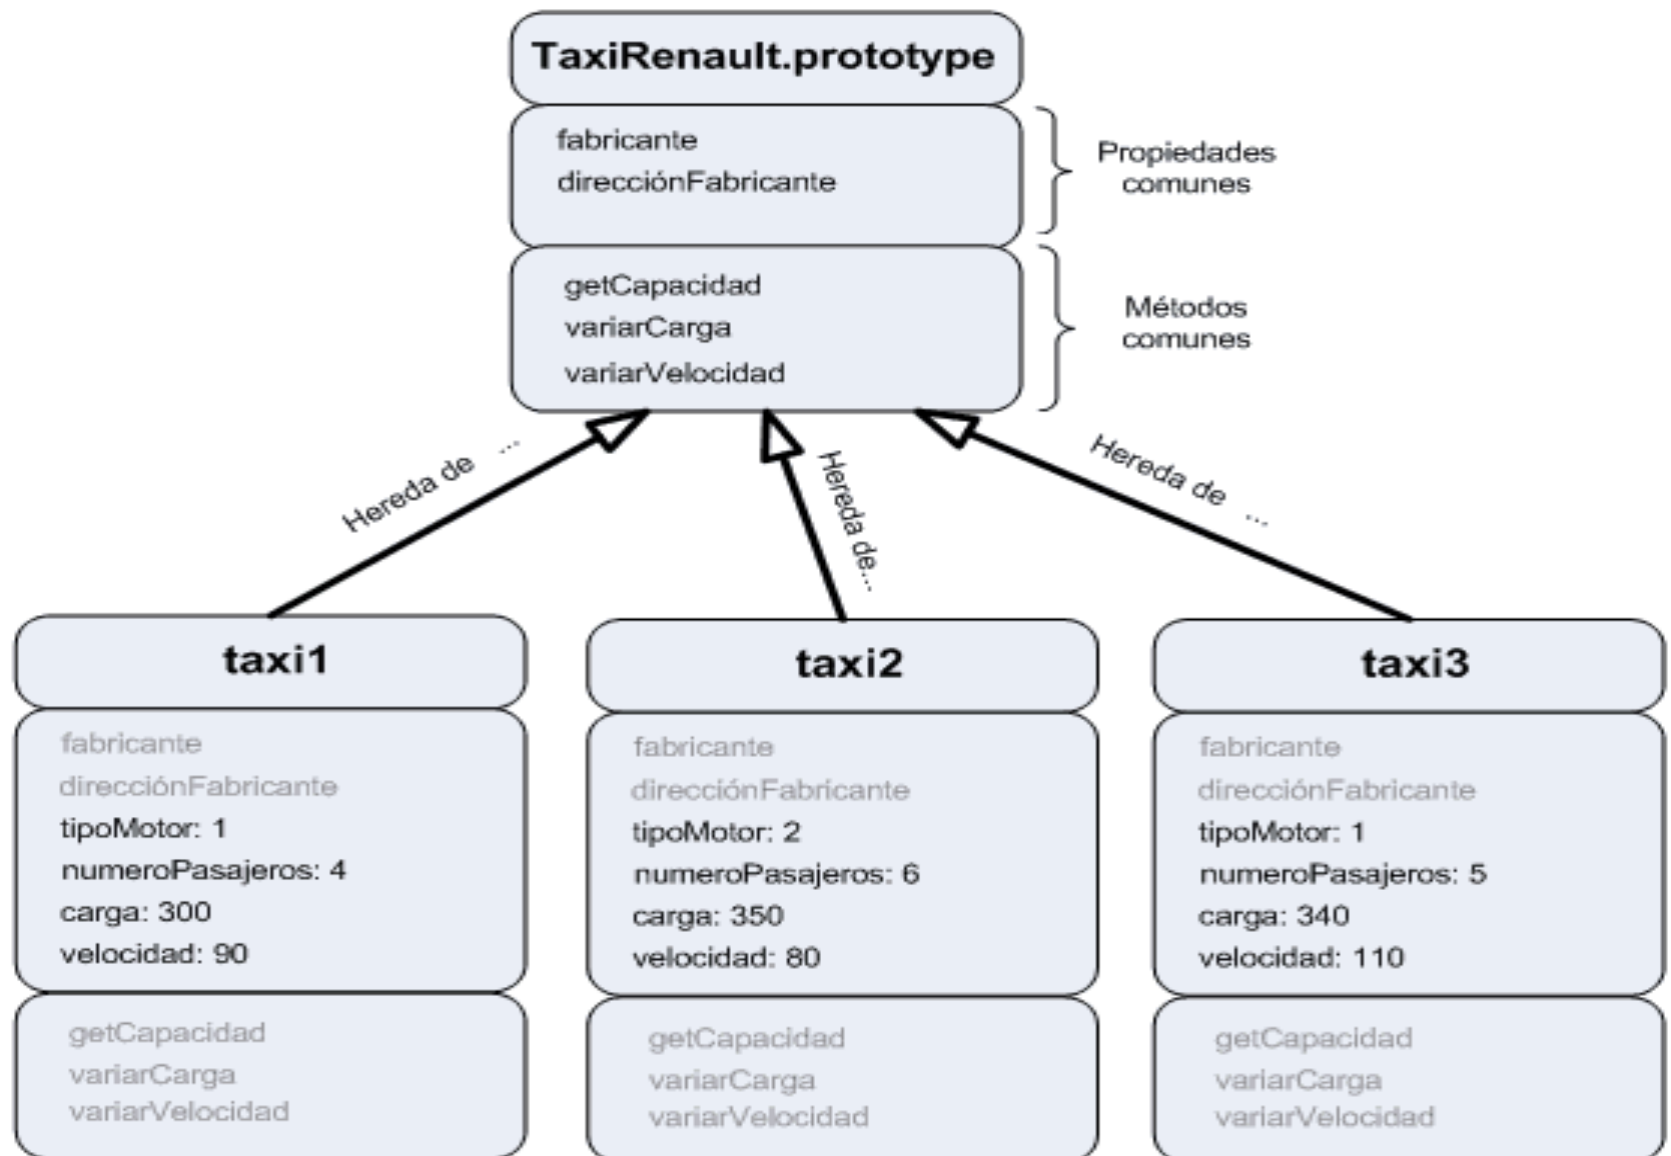 TaxiRenault.prototype
fabricante
direcciónFabricante
Propiedades
comunes
getCapacidad
variarCarga
variarVelocidad
Métodos
comunes
Hereda de ...
Hereda de...
Hereda de ...
taxi1
fabricante
direcciónFabricante
tipoMotor: 1
numeroPasajeros: 4
carga: 300
velocidad: 90
getCapacidad
variarCarga
variarVelocidad
taxi2
fabricante
direcciónFabricante
tipoMotor: 2
numeroPasajeros: 6
carga: 350
velocidad: 80
getCapacidad
variarCarga
variarVelocidad
taxi3
fabricante
direcciónFabricante
tipoMotor: 1
numeroPasajeros: 5
carga: 340
velocidad: 110
getCapacidad
variarCarga
variarVelocidad